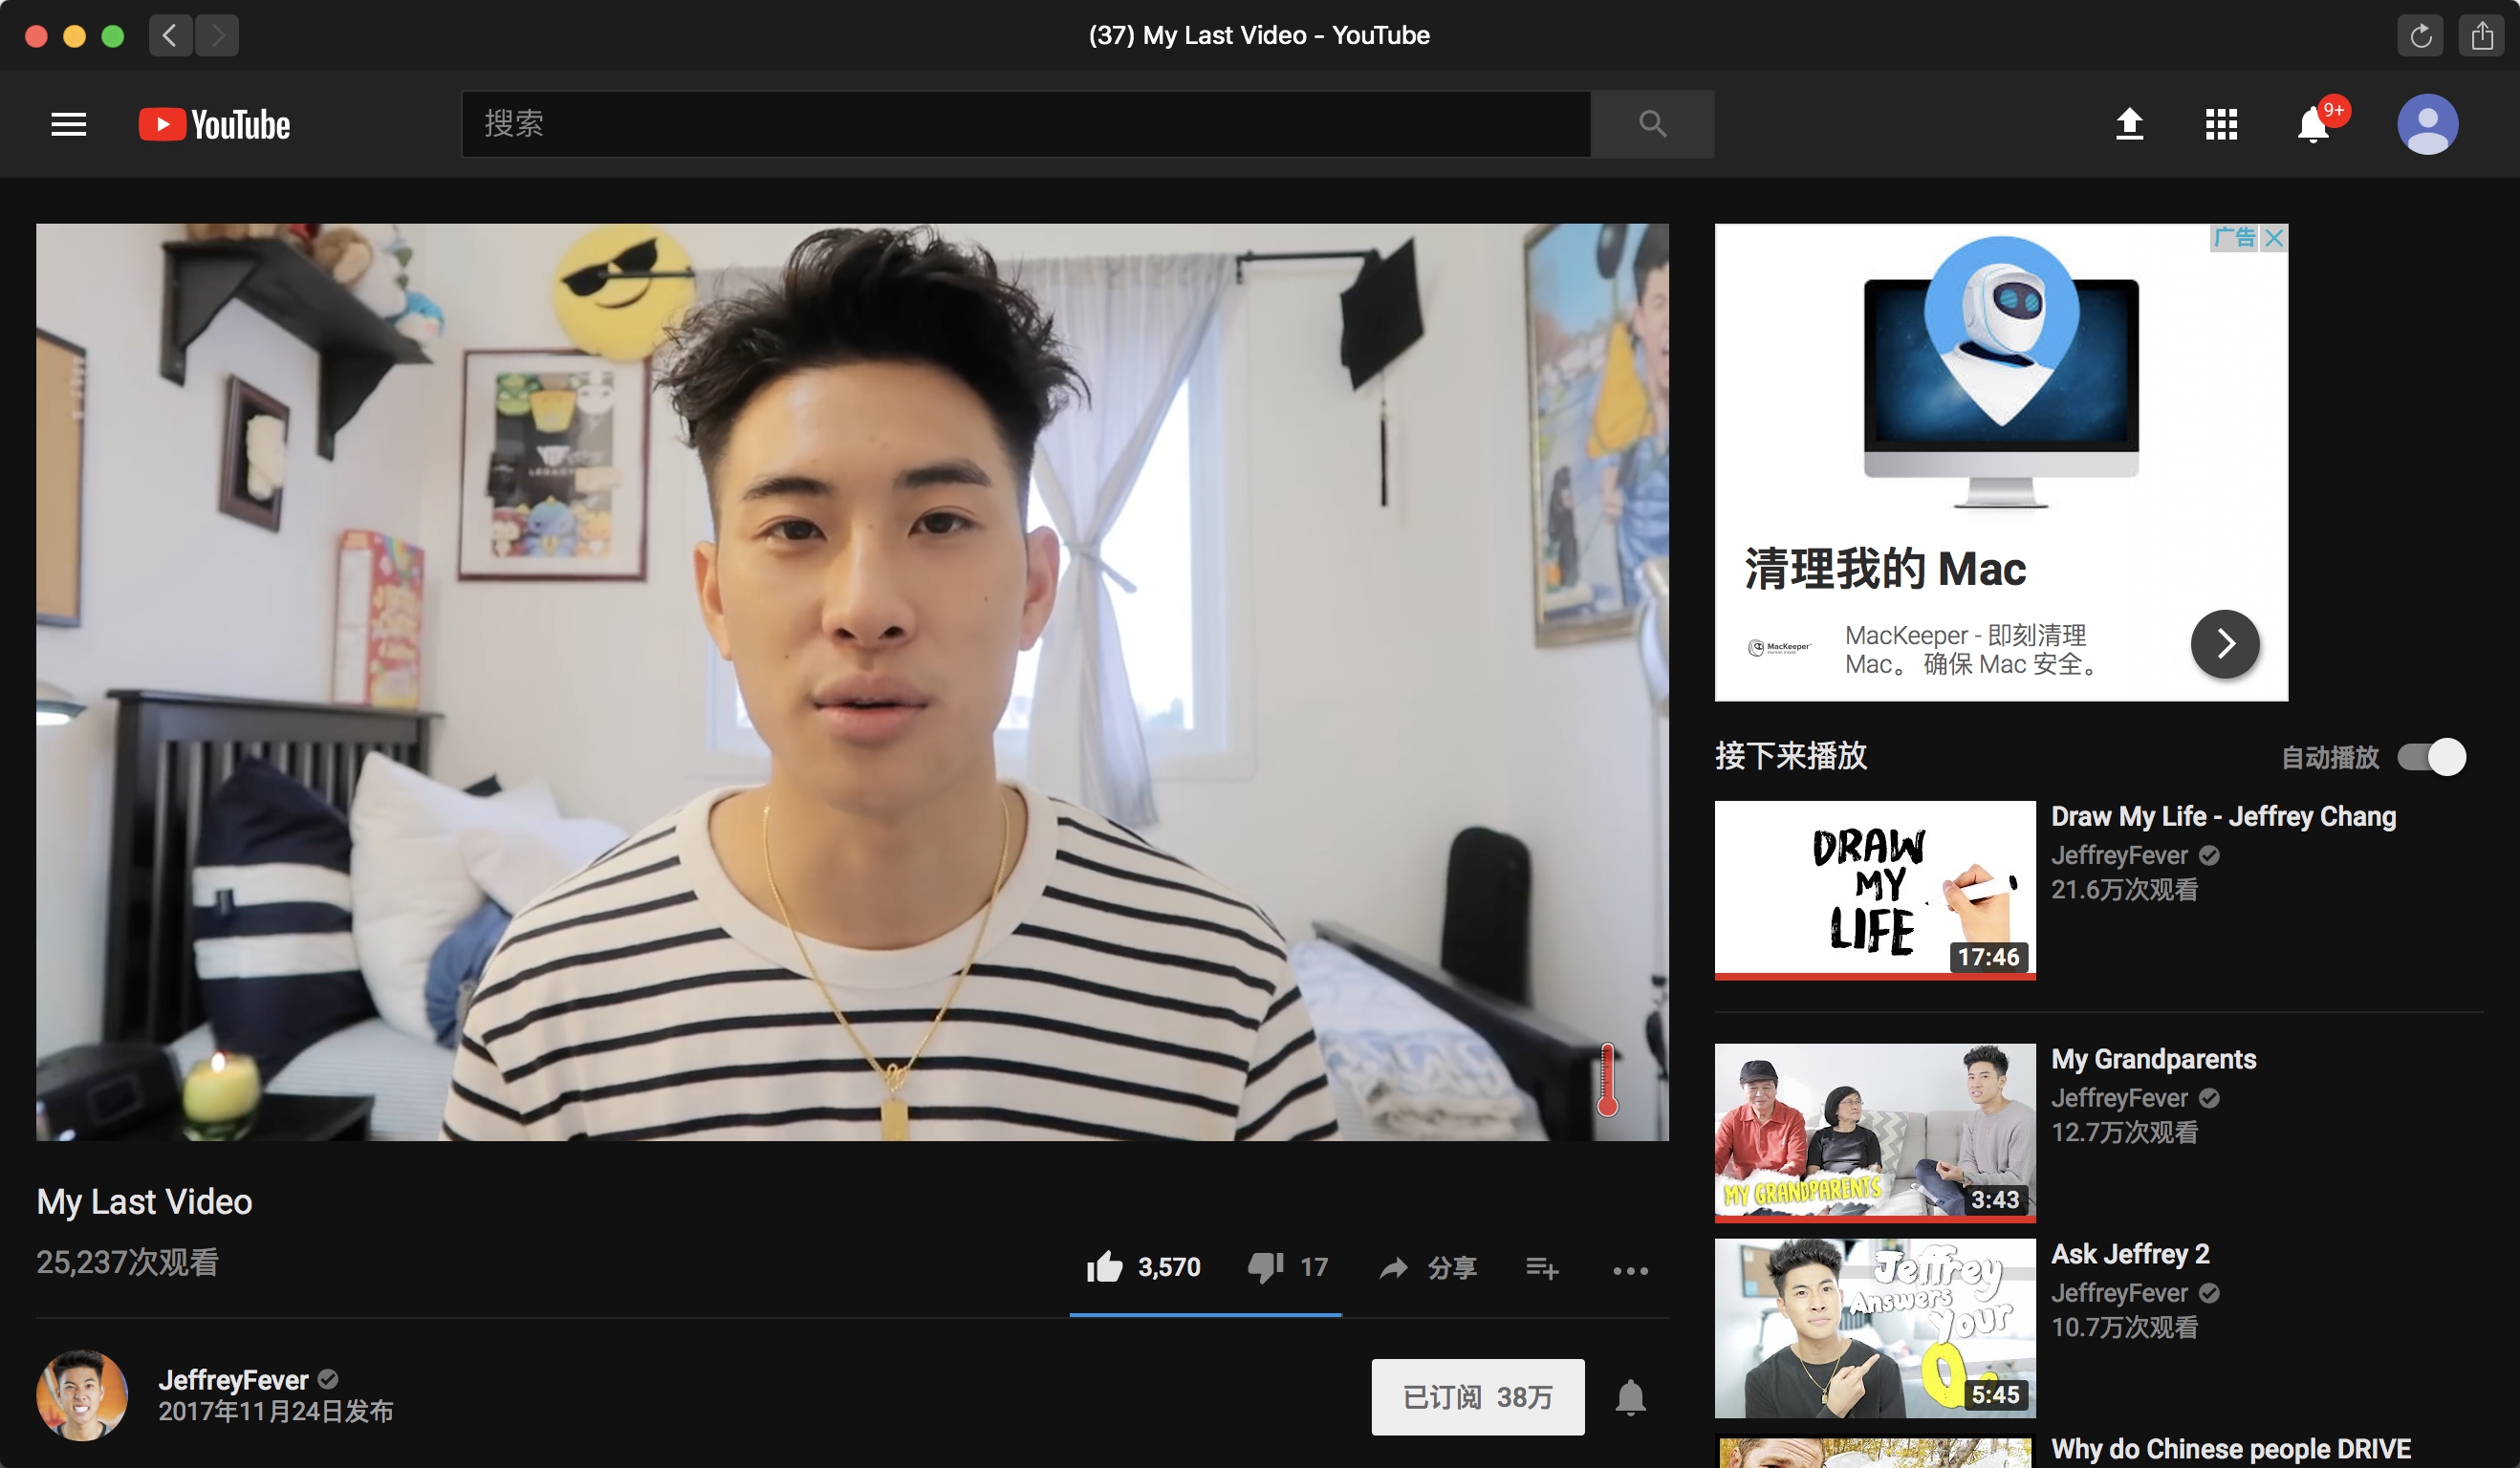 (37) My Last Video - YouTube
YouTube
搜索
9+
广告
清理我的 Mac
MacKeeper
MacKeeper - 即刻清理
Mac。 确保 Mac 安全。
接下来播放
自动播放
DRAW
MY
LIFE
17:46
Draw My Life - Jeffrey Chang
JeffreyFever
21.6万次观看
MY GRANDPARENTS
3:43
My Grandparents
JeffreyFever
12.7万次观看
Jeffrey
Answers
Your
Q
5:45
Ask Jeffrey 2
JeffreyFever
10.7万次观看
Why do Chinese people DRIVE
My Last Video
25,237次观看
3,570
17
分享
JeffreyFever
2017年11月24日发布
已订阅 38万